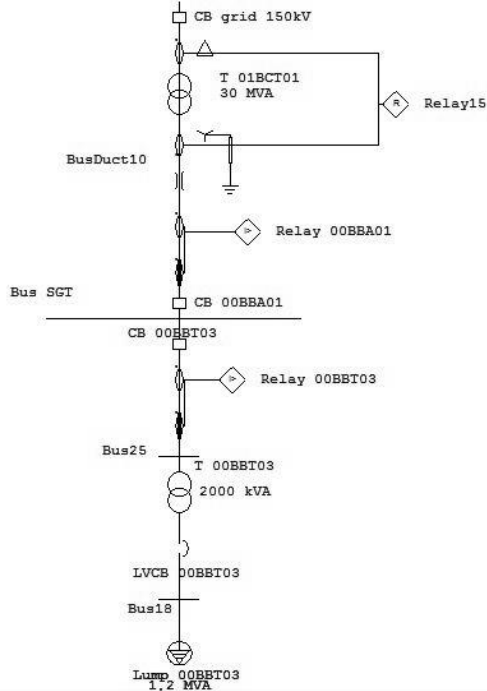 CB grid 150kV
T 01BCT01
30 MVA
R
Relay15
BusDuct10
I>
Relay 00BBA01
Bus SGT
CB 00BBA01
CB 00BBT03
I>
Relay 00BBT03
Bus25
T 00BBT03
2000 kVA
LVCB 00BBT03
Bus18
Lump 00BBT03
1.2 MVA